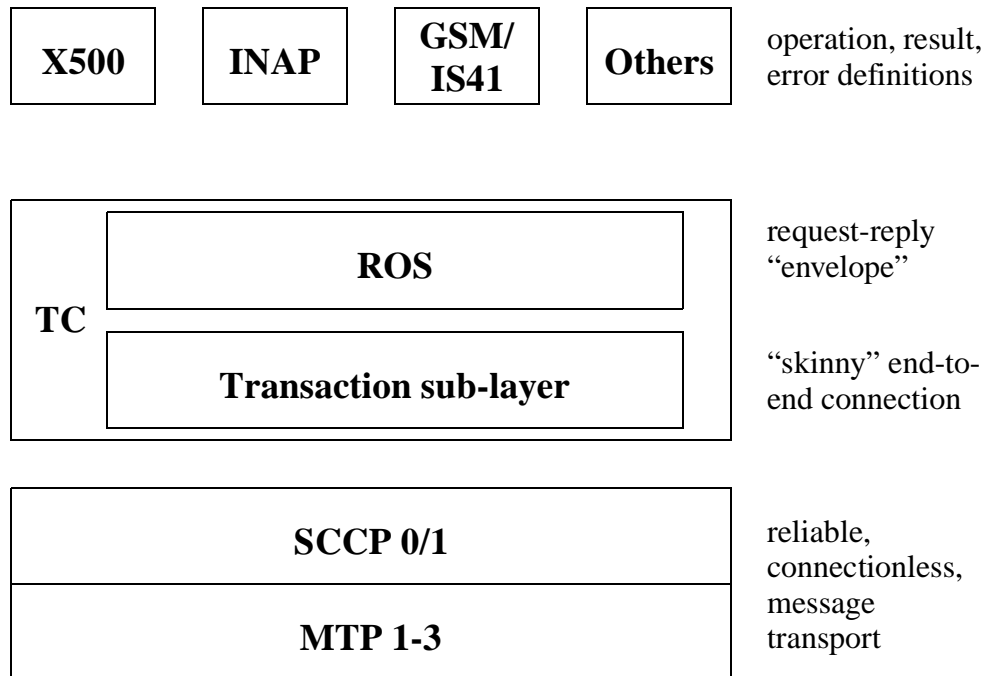 X500
INAP
GSM/
IS41
Others
operation, result,
error definitions
ROS
request-reply
“envelope”
TC
Transaction sub-layer
“skinny” end-to-
end connection
SCCP 0/1
reliable,
connectionless,
message
transport
MTP 1-3